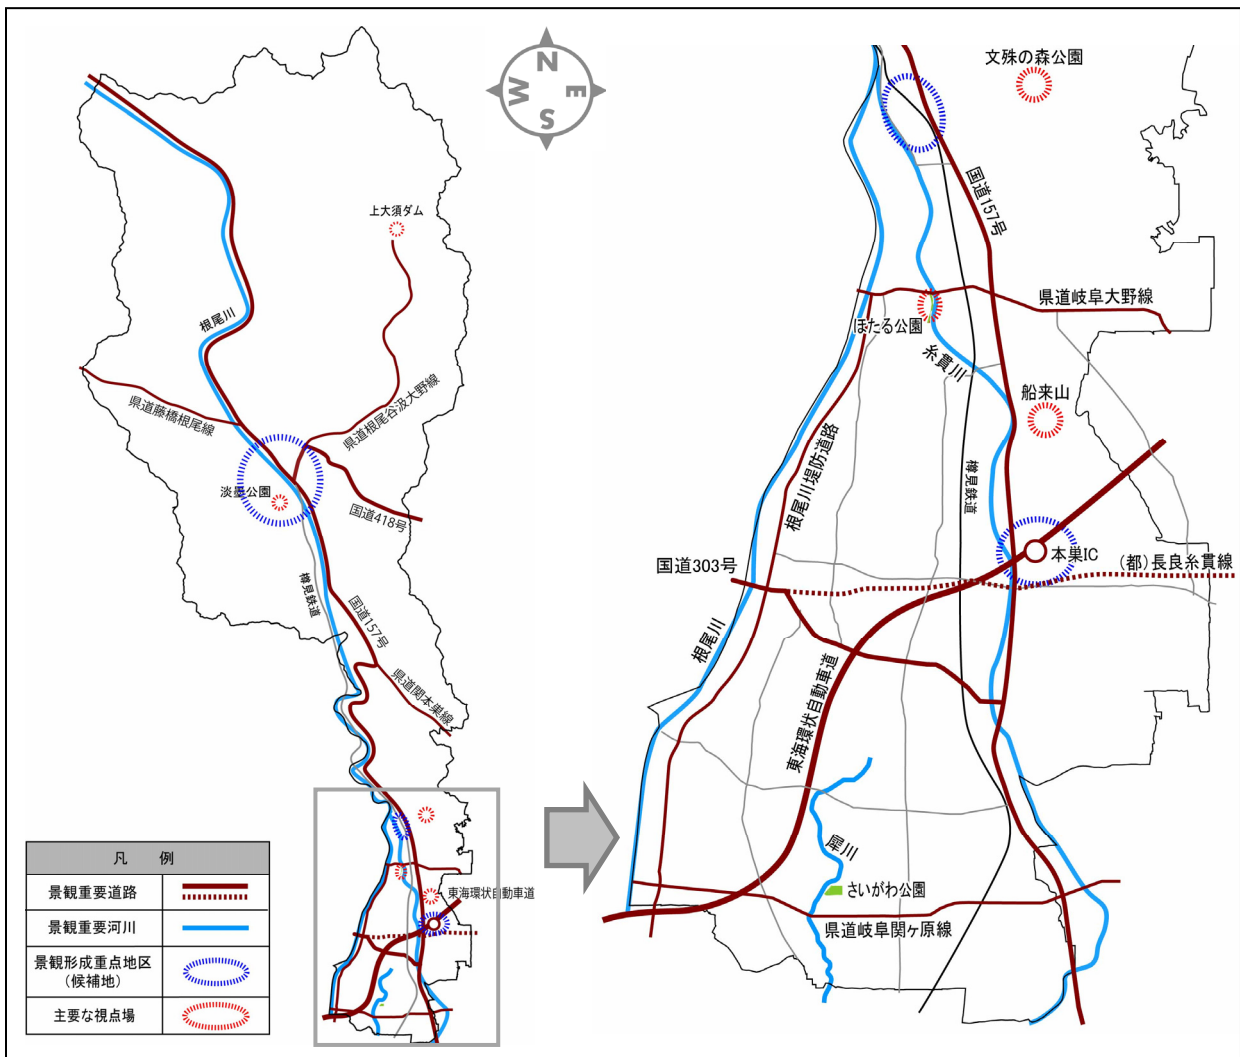 N
W
E
S
上大須ダム
根尾川
県道藤橋根尾線
県道根尾谷汲大野線
淡墨公園
国道418号
樽見鉄道
国道157号
県道関本巣線
東海環状自動車道
凡 例
景観重要道路
景観重要河川
景観形成重点地区
(候補地)
主要な視点場
文殊の森公園
国道157号
県道岐阜大野線
ほたる公園
糸貫川
船来山
根尾川堤防道路
樽見鉄道
本巣IC
国道303号
(都)長良糸貫線
根尾川
東海環状自動車道
犀川
さいがわ公園
県道岐阜関ヶ原線